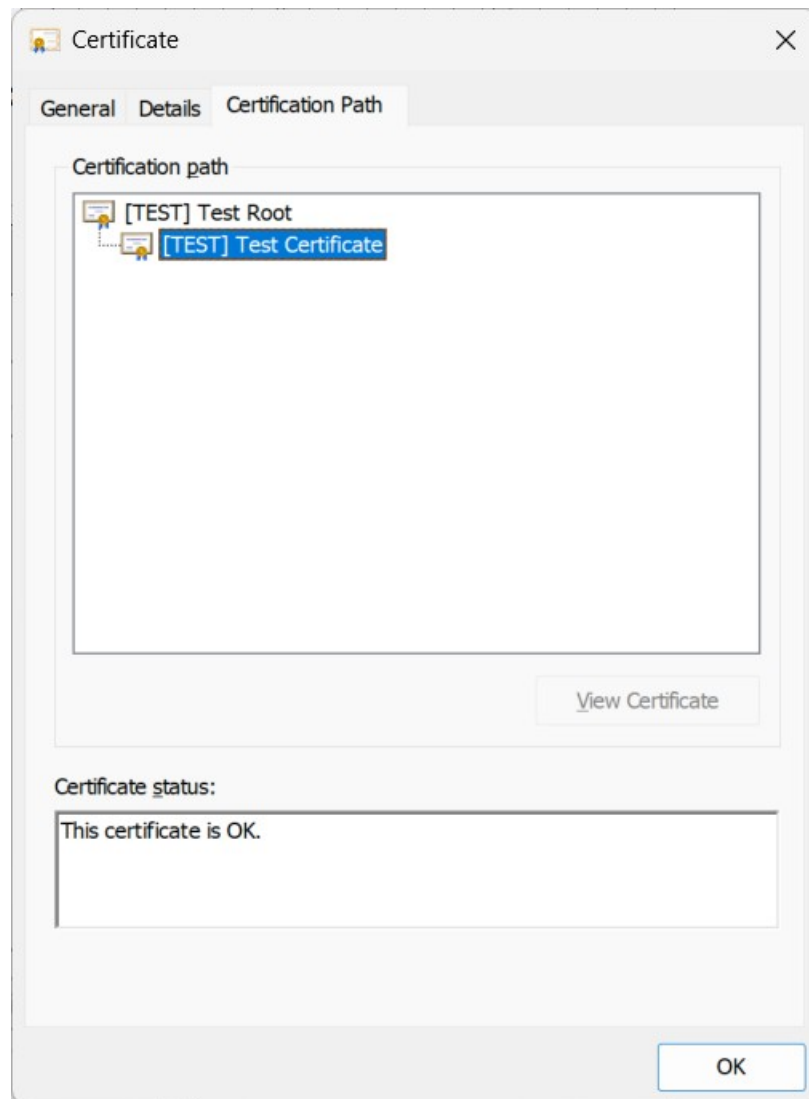 Certificate
General Details Certification Path
Certification path
[TEST] Test Root
[TEST] Test Certificate
View Certificate
Certificate status:
This certificate is OK.
OK